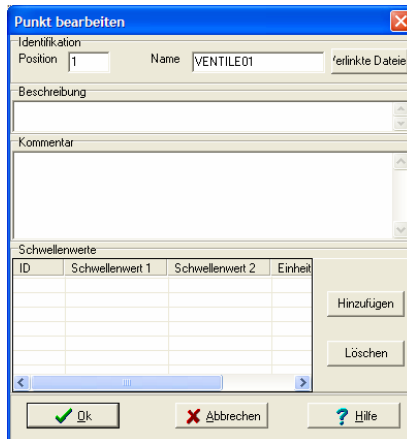 Punkt bearbeiten
Identifikation
Position 1 Name VENTILE01 Verlinkte Dateie
Beschreibung
Kommentar
Schwellenwerte
ID Schwellenwert 1 Schwellenwert 2 Einheit
Hinzufügen
Löschen
Ok Abbrechen Hilfe